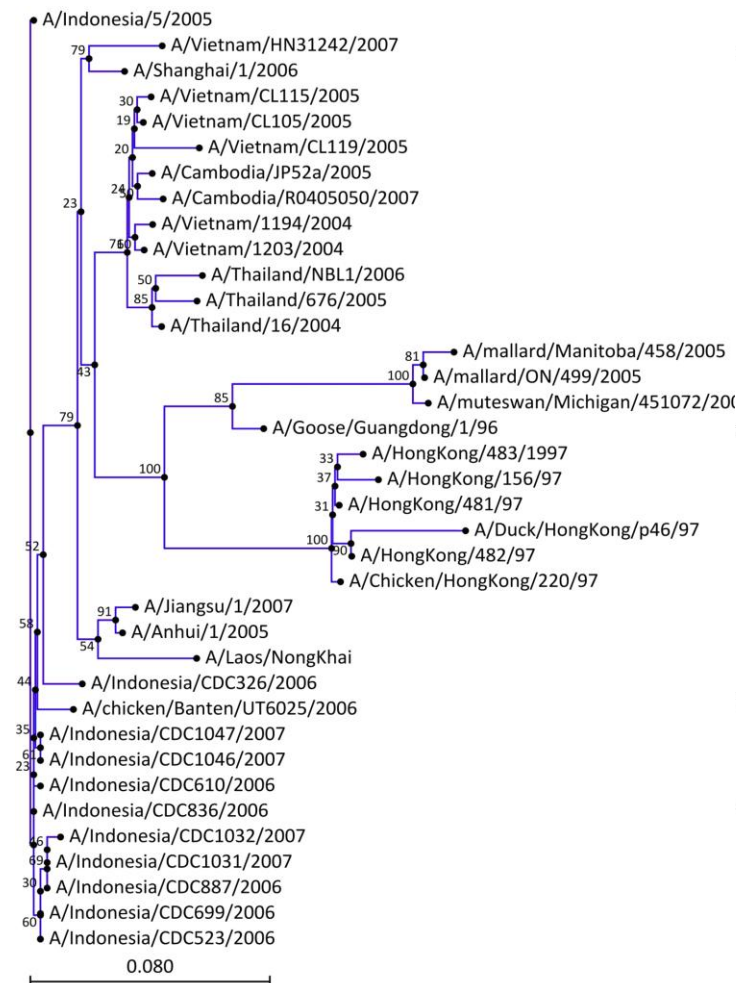 A/Indonesia/5/2005
A/Vietnam/HN31242/2007
79
A/Shanghai/1/2006
A/Vietnam/CL115/2005
30
A/Vietnam/CL105/2005
19
A/Vietnam/CL119/2005
20
A/Cambodia/JP52a/2005
24
A/Cambodia/R0405050/2007
23
A/Vietnam/1194/2004
A/Vietnam/1203/2004
A/Thailand/NBL1/2006
50
A/Thailand/676/2005
85
A/Thailand/16/2004
A/mallard/Manitoba/458/2005
81
43
100
A/mallard/ON/499/2005
85
A/muteswan/Michigan/451072/200
79
A/Goose/Guangdong/1/96
A/HongKong/483/1997
33
100
A/HongKong/156/97
37
A/HongKong/481/97
31
A/Duck/HongKong/p46/97
100
90
A/HongKong/482/97
52
A/Chicken/HongKong/220/97
A/Jiangsu/1/2007
91
58
A/Anhui/1/2005
54
A/Laos/NongKhai
44
A/Indonesia/CDC326/2006
A/chicken/Banten/UT6025/2006
35
A/Indonesia/CDC1047/2007
A/Indonesia/CDC1046/2007
23
A/Indonesia/CDC610/2006
A/Indonesia/CDC836/2006
A/Indonesia/CDC1032/2007
46
69
A/Indonesia/CDC1031/2007
30
A/Indonesia/CDC887/2006
A/Indonesia/CDC699/2006
60
A/Indonesia/CDC523/2006
0.080